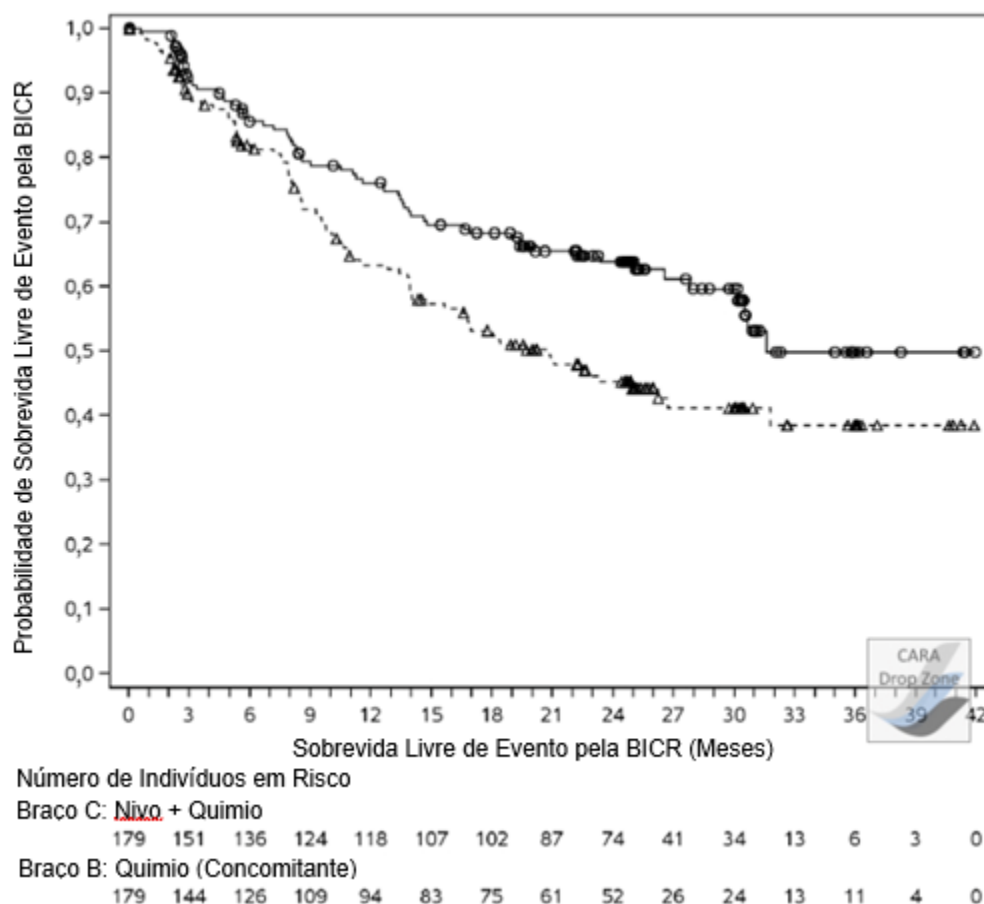 Probabilidade de Sobrevida Livre de Evento pela BICR
1,0
0,9
0,8
0,7
0,6
0,5
0,4
0,3
0,2
0,1
0,0
CARA
Drop Zone
0 3 6 9 12 15 18 21 24 27 30 33 36 39 42
Sobrevida Livre de Evento pela BICR (Meses)
Número de Indivíduos em Risco
Braço C: Nivo + Quimio
179 151 136 124 118 107 102 87 74 41 34 13 6 3 0
Braço B: Quimio (Concomitante)
179 144 126 109 94 83 75 61 52 26 24 13 11 4 0